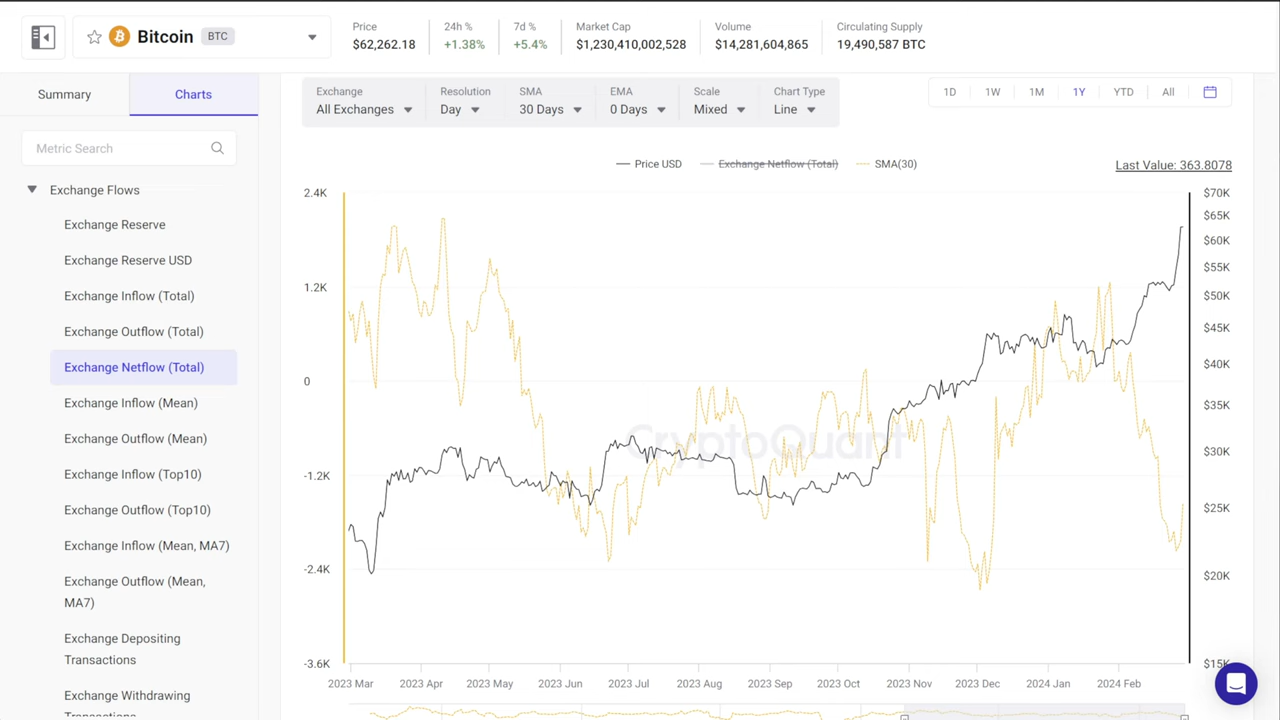 Bitcoin BTC
Price
$62,262.18
24h %
+1.38%
7d %
+5.4%
Market Cap
$1,230,410,002,528
Volume
$14,281,604,865
Circulating Supply
19,490,587 BTC
Summary
Charts
Metric Search
Exchange Flows
Exchange Reserve
Exchange Reserve USD
Exchange Inflow (Total)
Exchange Outflow (Total)
Exchange Netflow (Total)
Exchange Inflow (Mean)
Exchange Outflow (Mean)
Exchange Inflow (Top10)
Exchange Outflow (Top10)
Exchange Inflow (Mean, MA7)
Exchange Outflow (Mean,
MA7)
Exchange Depositing
Transactions
Exchange Withdrawing
Transactions
Exchange
All Exchanges
Resolution
Day
SMA
30 Days
EMA
0 Days
Scale
Mixed
Chart Type
Line
1D 1W 1M 1Y YTD All
Price USD Exchange Netflow (Total) SMA(30)
Last Value: 363.8078
2.4K
1.2K
0
-1.2K
-2.4K
-3.6K
CryptoQuant
$70K
$65K
$60K
$55K
$50K
$45K
$40K
$35K
$30K
$25K
$20K
$15K
2023 Mar 2023 Apr 2023 May 2023 Jun 2023 Jul 2023 Aug 2023 Sep 2023 Oct 2023 Nov 2023 Dec 2024 Jan 2024 Feb